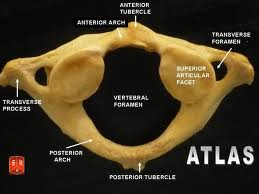 ANTERIOR
TUBERCLE
ANTERIOR ARCH
TRANSVERSE
FORAMEN
SUPERIOR
ARTICULAR
FACET
TRANSVERSE
PROCESS
VERTEBRAL
FORAMEN
POSTERIOR
ARCH
POSTERIOR TUBERCLE
ATLAS